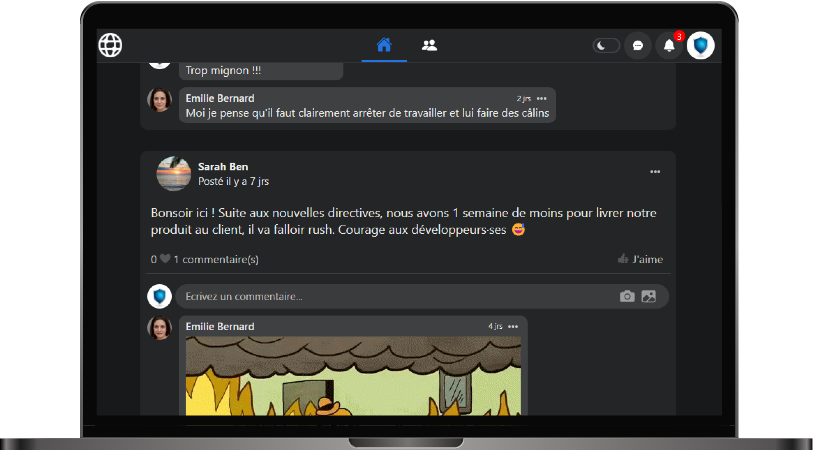 3
Trop mignon !!!
Emilie Bernard 2 jrs
Moi je pense qu'il faut clairement arrêter de travailler et lui faire des câlins
Sarah Ben
Posté il y a 7 jrs
Bonsoir ici ! Suite aux nouvelles directives, nous avons 1 semaine de moins pour livrer notre
produit au client, il va falloir rush. Courage aux développeurs·ses 😅
0 🖤 1 commentaire(s) J'aime
Ecrivez un commentaire...
Emilie Bernard 4 jrs